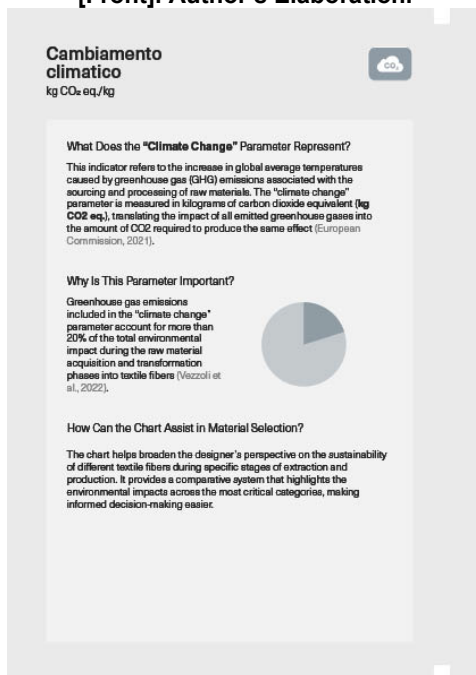 [Front]. Author's Elaboration.
Cambiamento
climatico
kg CO₂ eq./kg
CO₂
What Does the “Climate Change” Parameter Represent?
This indicator refers to the increase in global average temperatures
caused by greenhouse gas (GHG) emissions associated with the
sourcing and processing of raw materials. The “climate change”
parameter is measured in kilograms of carbon dioxide equivalent (kg
CO2 eq.), translating the impact of all emitted greenhouse gases into
the amount of CO2 required to produce the same effect (European
Commission, 2021).
Why Is This Parameter Important?
Greenhouse gas emissions
included in the “climate change”
parameter account for more than
20% of the total environmental
impact during the raw material
acquisition and transformation
phases into textile fibers (Vezzoli et
al., 2022).
How Can the Chart Assist in Material Selection?
The chart helps broaden the designer’s perspective on the sustainability
of different textile fibers during specific stages of extraction and
production. It provides a comparative system that highlights the
environmental impacts across the most critical categories, making
informed decision-making easier.